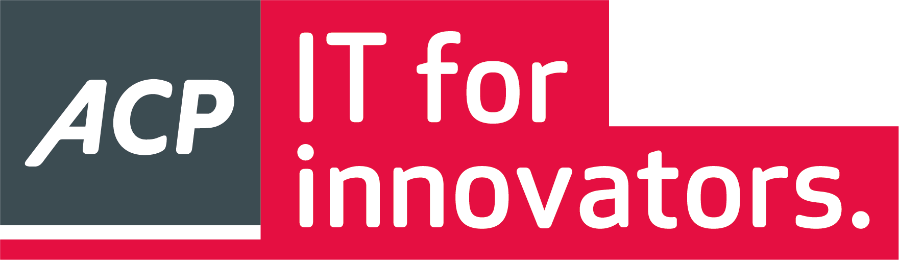 ACP
IT for
innovators.